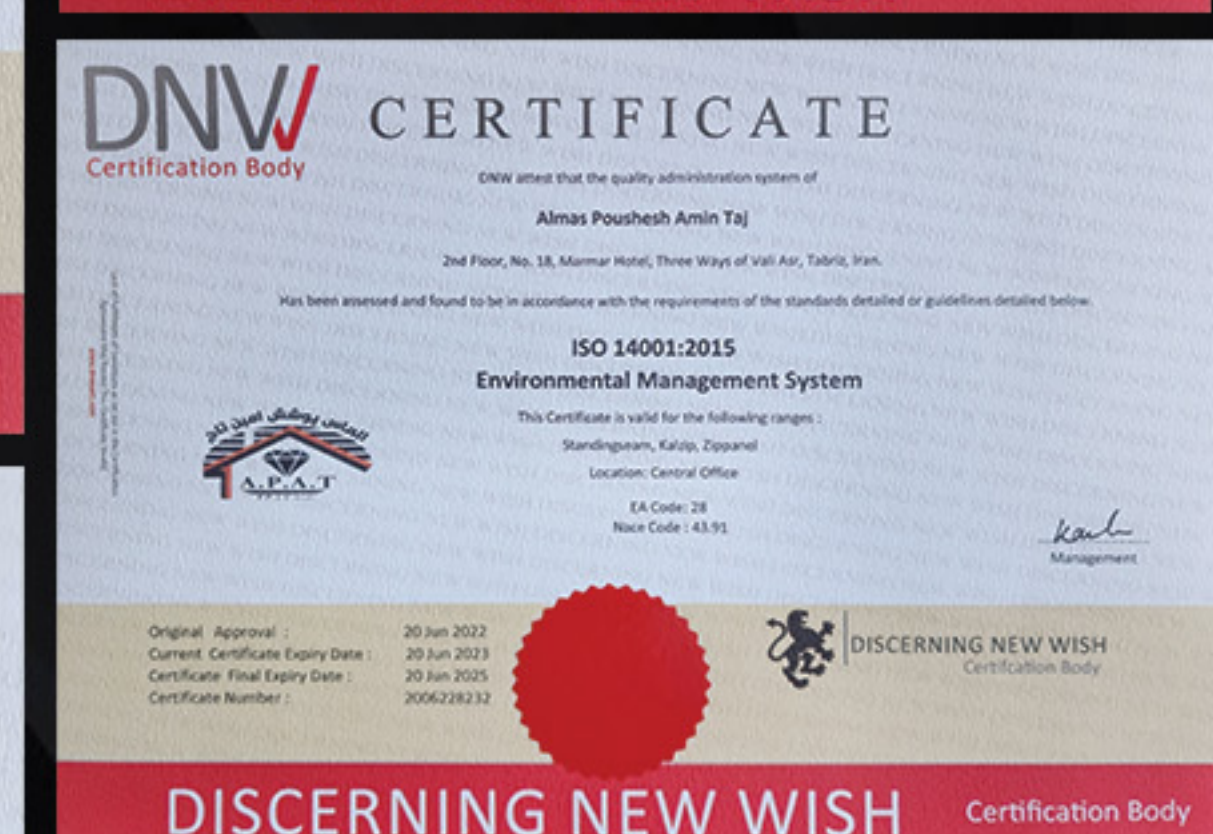 DNW
Certification Body
CERTIFICATE
DNW attest that the quality administration system of
Almas Poushesh Amin Taj
2nd Floor, No. 18, Marmar Hotel, Three Ways of Vali Asr, Tabriz, Iran.
Has been assessed and found to be in accordance with the requirements of the standards detailed or guidelines detailed below.
ISO 14001:2015
Environmental Management System
This Certificate is valid for the following ranges :
Standingseam, Kalzip, Zippanel
Location: Central Office
EA Code: 28
Nace Code : 43.91
الماس پوشش امین تاج
A.P.A.T
Management
Original Approval : 20 Jun 2022
Current Certificate Expiry Date : 20 Jun 2023
Certificate Final Expiry Date : 20 Jun 2025
Certificate Number : 2006228232
DISCERNING NEW WISH
Certifcation Body
DISCERNING NEW WISH Certification Body